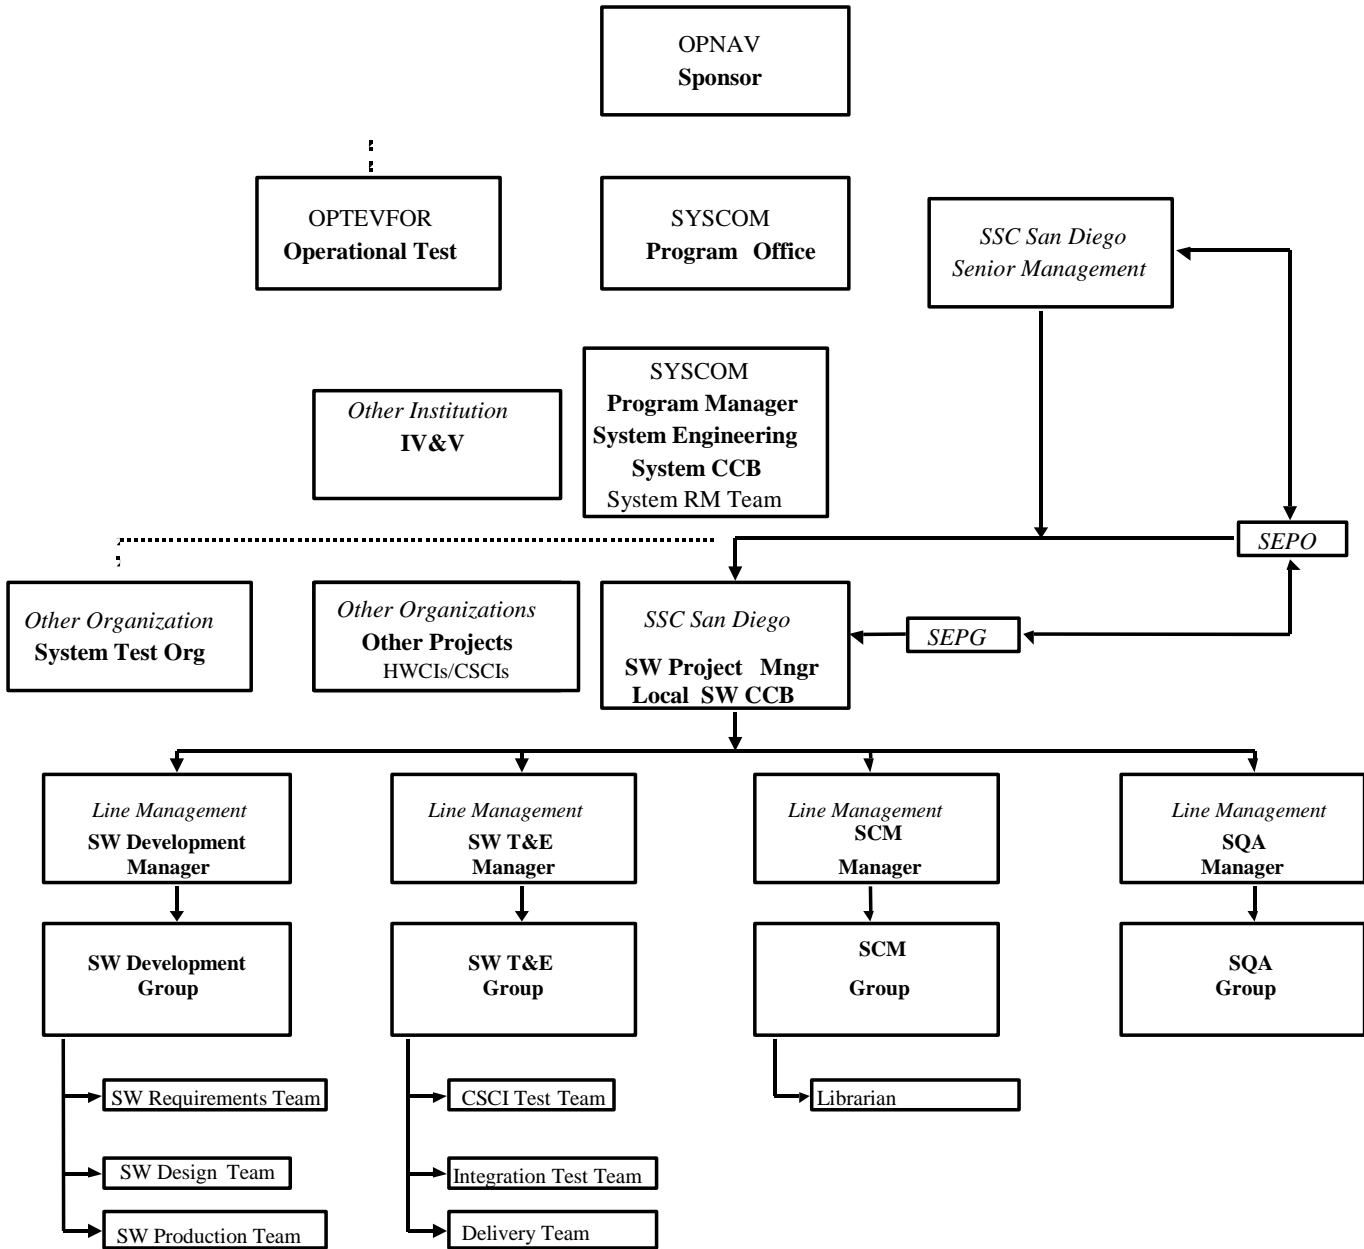 OPNAV
Sponsor
OPTEVFOR
Operational Test
SYSCOM
Program Office
SSC San Diego
Senior Management
Other Institution
IV&V
SYSCOM
Program Manager
System Engineering
System CCB
System RM Team
SEPO
Other Organization
System Test Org
Other Organizations
Other Projects
HWCIs/CSCIs
SSC San Diego
SW Project Mngr
Local SW CCB
SEPG
Line Management
SW Development
Manager
Line Management
SW T&E
Manager
Line Management
SCM
Manager
Line Management
SQA
Manager
SW Development
Group
SW T&E
Group
SCM
Group
SQA
Group
SW Requirements Team
CSCI Test Team
Librarian
SW Design Team
Integration Test Team
SW Production Team
Delivery Team